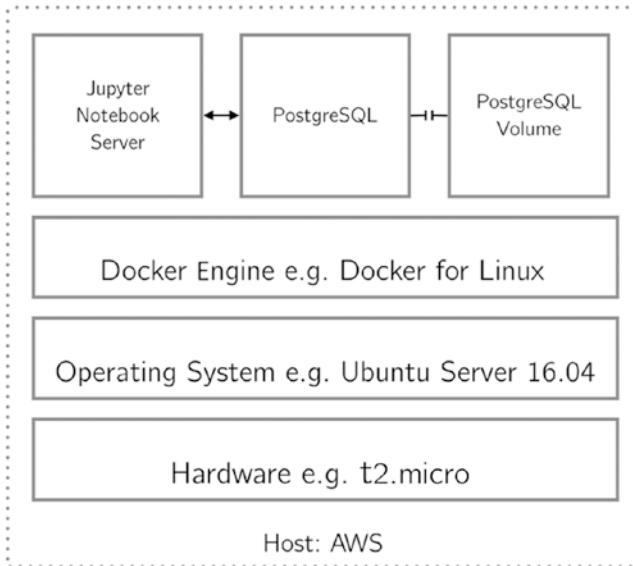 Jupyter
Notebook
Server
PostgreSQL
PostgreSQL
Volume
Docker Engine e.g. Docker for Linux
Operating System e.g. Ubuntu Server 16.04
Hardware e.g. t2.micro
Host: AWS